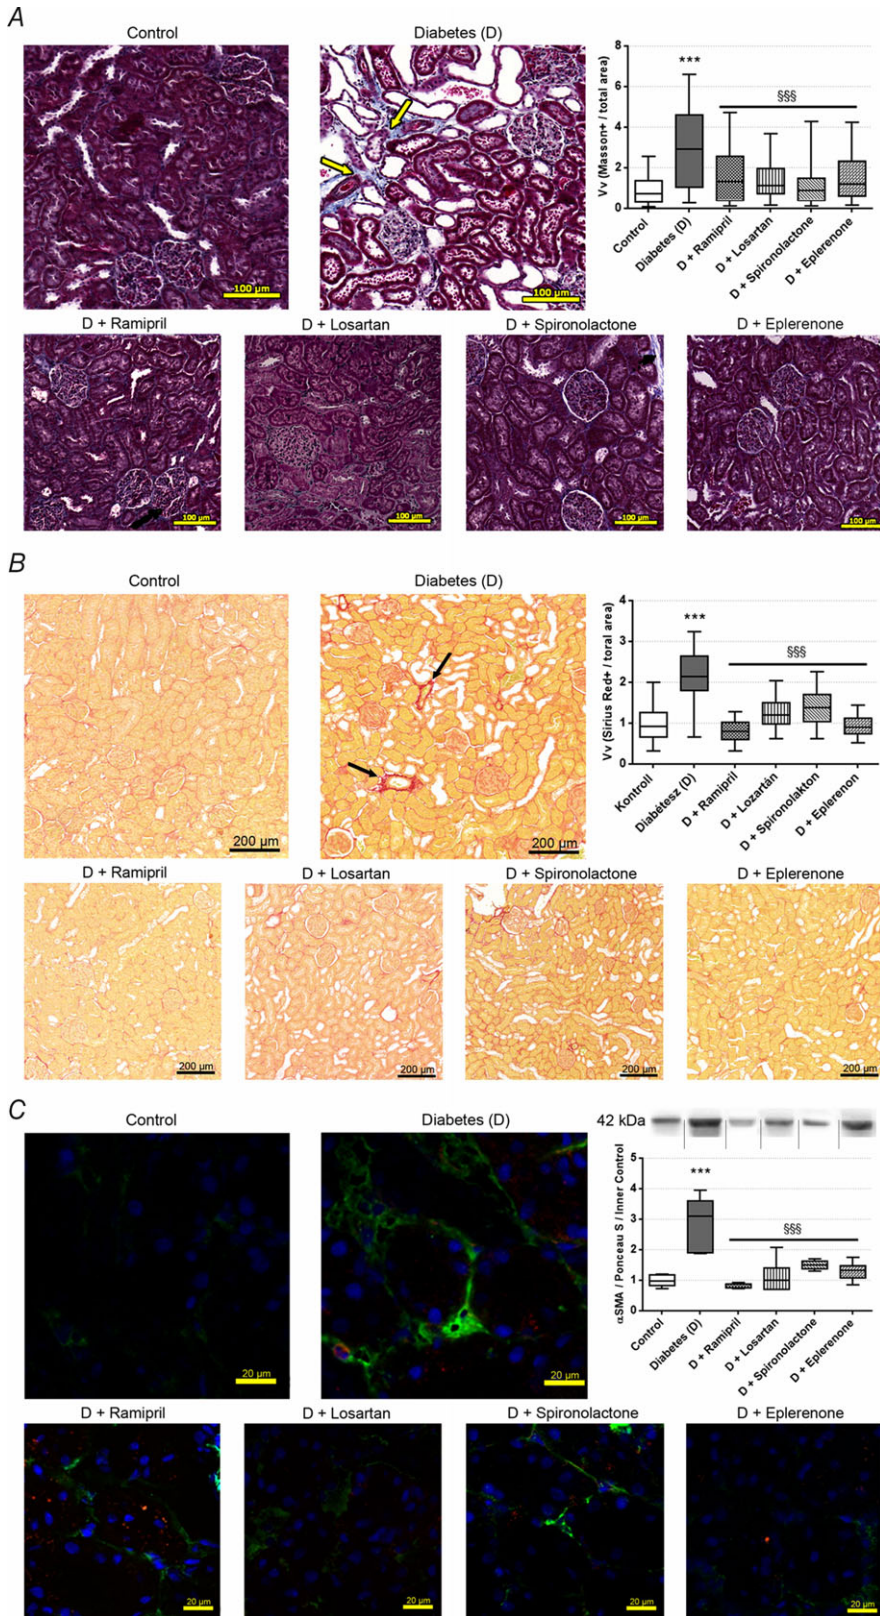 A
Control
Diabetes (D)
100 µm
100 µm
Vv (Masson+ / total area)
8
6
4
2
0
***
§§§
Control
Diabetes (D)
D + Ramipril
D + Losartan
D + Spironolactone
D + Eplerenone
D + Ramipril
D + Losartan
D + Spironolactone
D + Eplerenone
100 µm
100 µm
100 µm
100 µm
B
Control
Diabetes (D)
200 µm
200 µm
Vv (Sirius Red+ / toral area)
4
3
2
1
0
***
§§§
Kontroll
Diabétesz (D)
D + Ramipril
D + Lozartán
D + Spironolakton
D + Eplerenon
D + Ramipril
D + Losartan
D + Spironolactone
D + Eplerenone
200 µm
200 µm
200 µm
200 µm
C
Control
Diabetes (D)
20 µm
20 µm
42 kDa
αSMA / Ponceau S / Inner Control
5
4
3
2
1
0
***
§§§
Control
Diabetes (D)
D + Ramipril
D + Losartan
D + Spironolactone
D + Eplerenone
D + Ramipril
D + Losartan
D + Spironolactone
D + Eplerenone
20 µm
20 µm
20 µm
20 µm